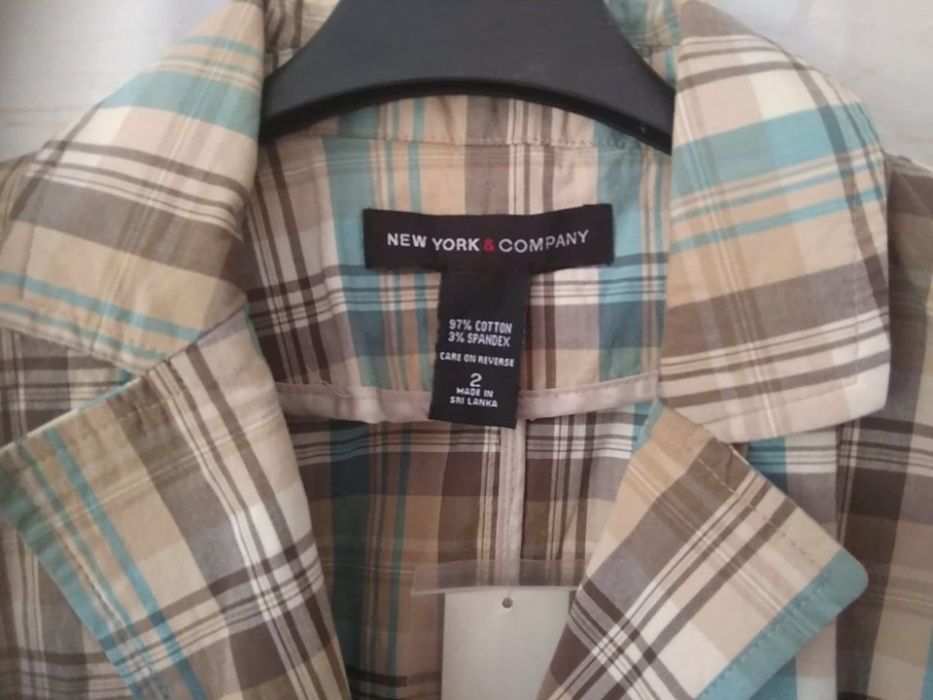 NEW YORK & COMPANY
97% COTTON
3% SPANDEX
CARE ON REVERSE
2
MADE IN
SRI LANKA